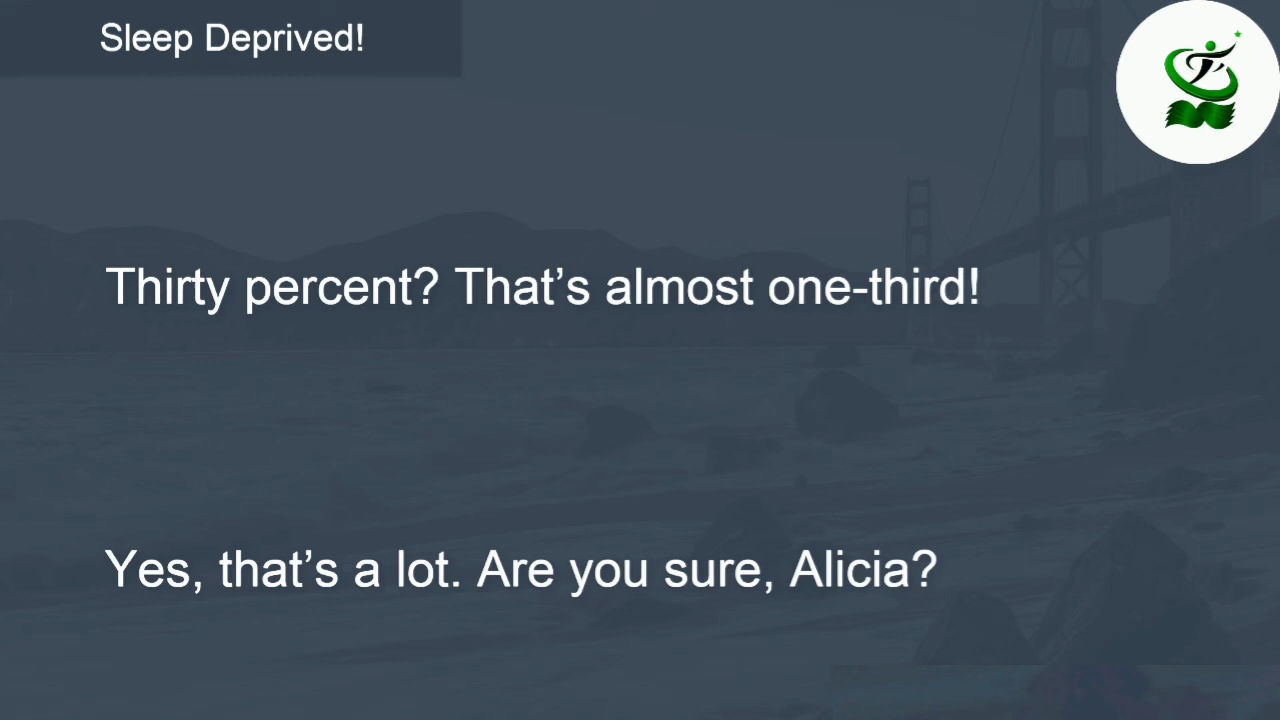 Sleep Deprived!
Thirty percent? That’s almost one-third!
Yes, that’s a lot. Are you sure, Alicia?